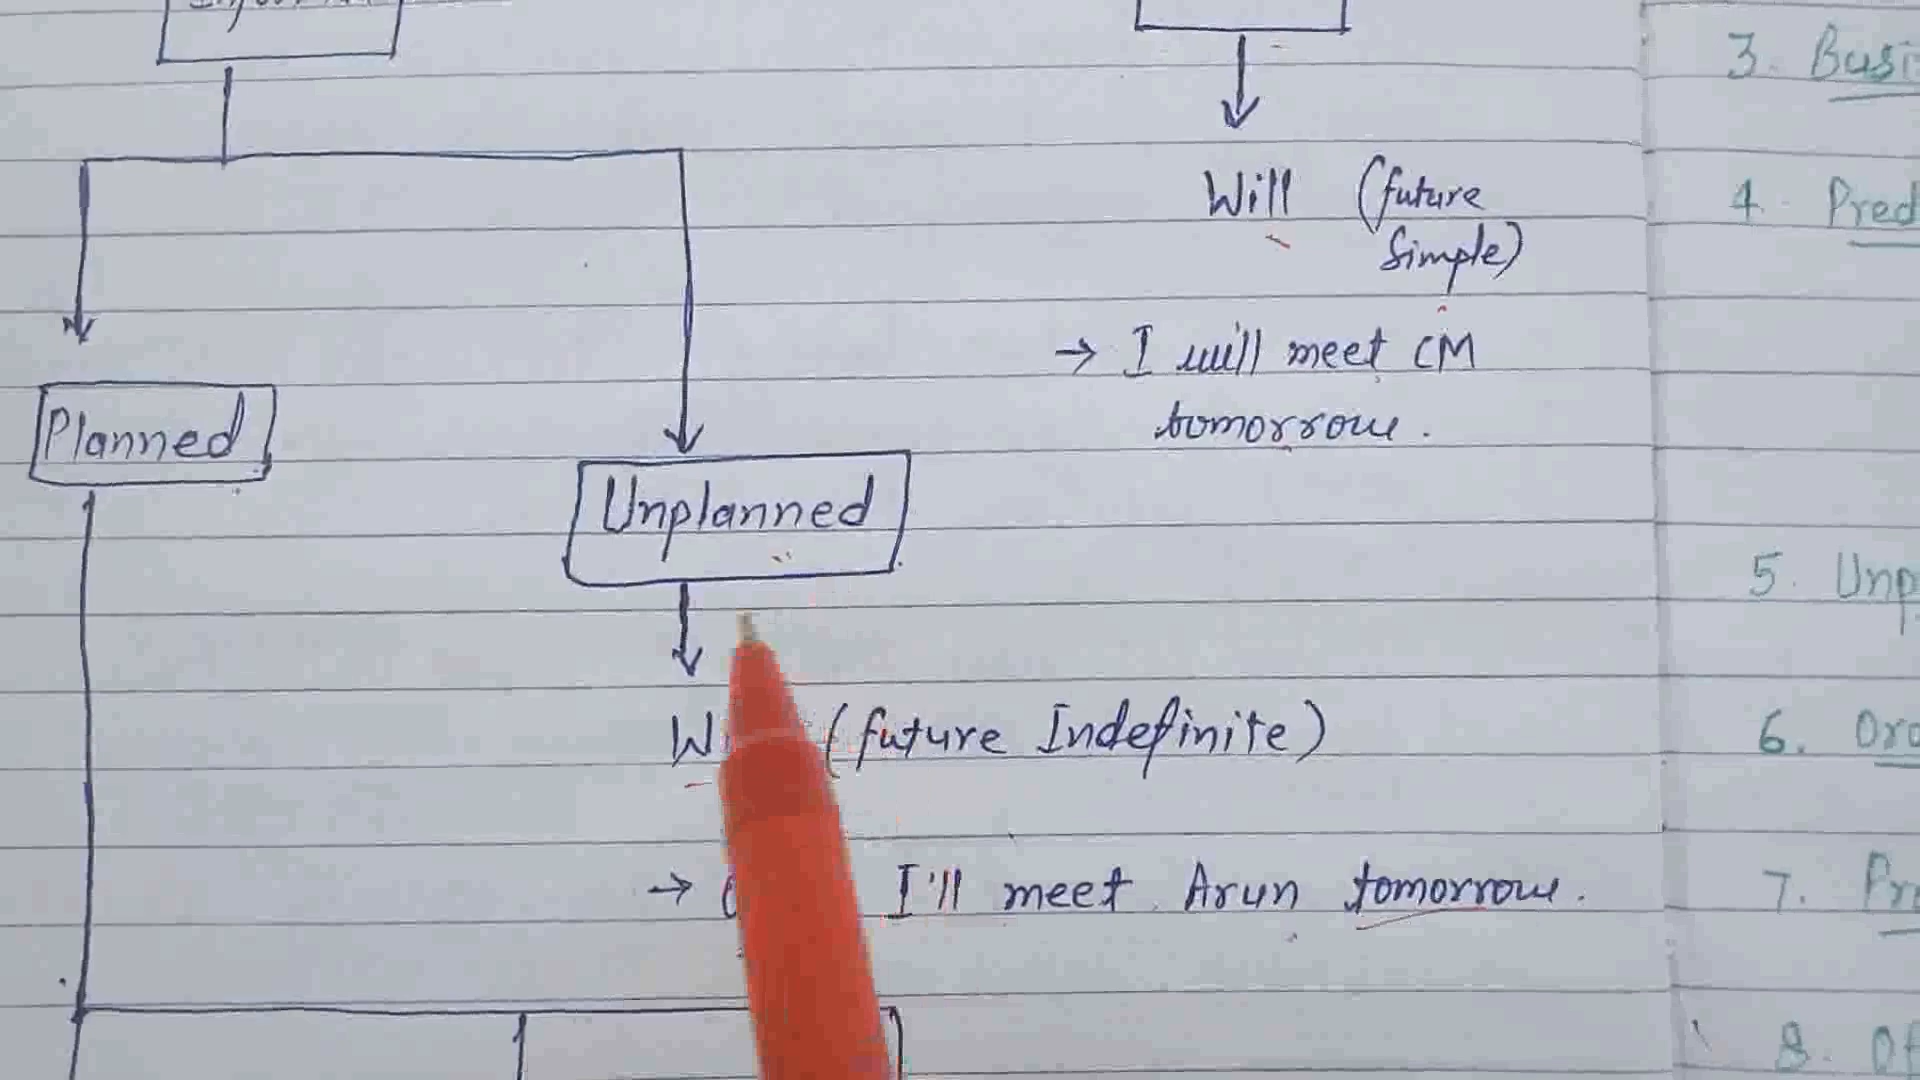 Will (future
Simple)
→ I will meet CM
tomorrow.
Planned
Unplanned
(future Indefinite)
→ I'll meet Arun tomorrow.
3. Busi
4. Pred
5. Unp
6. Ord
7. Pr
8. Of